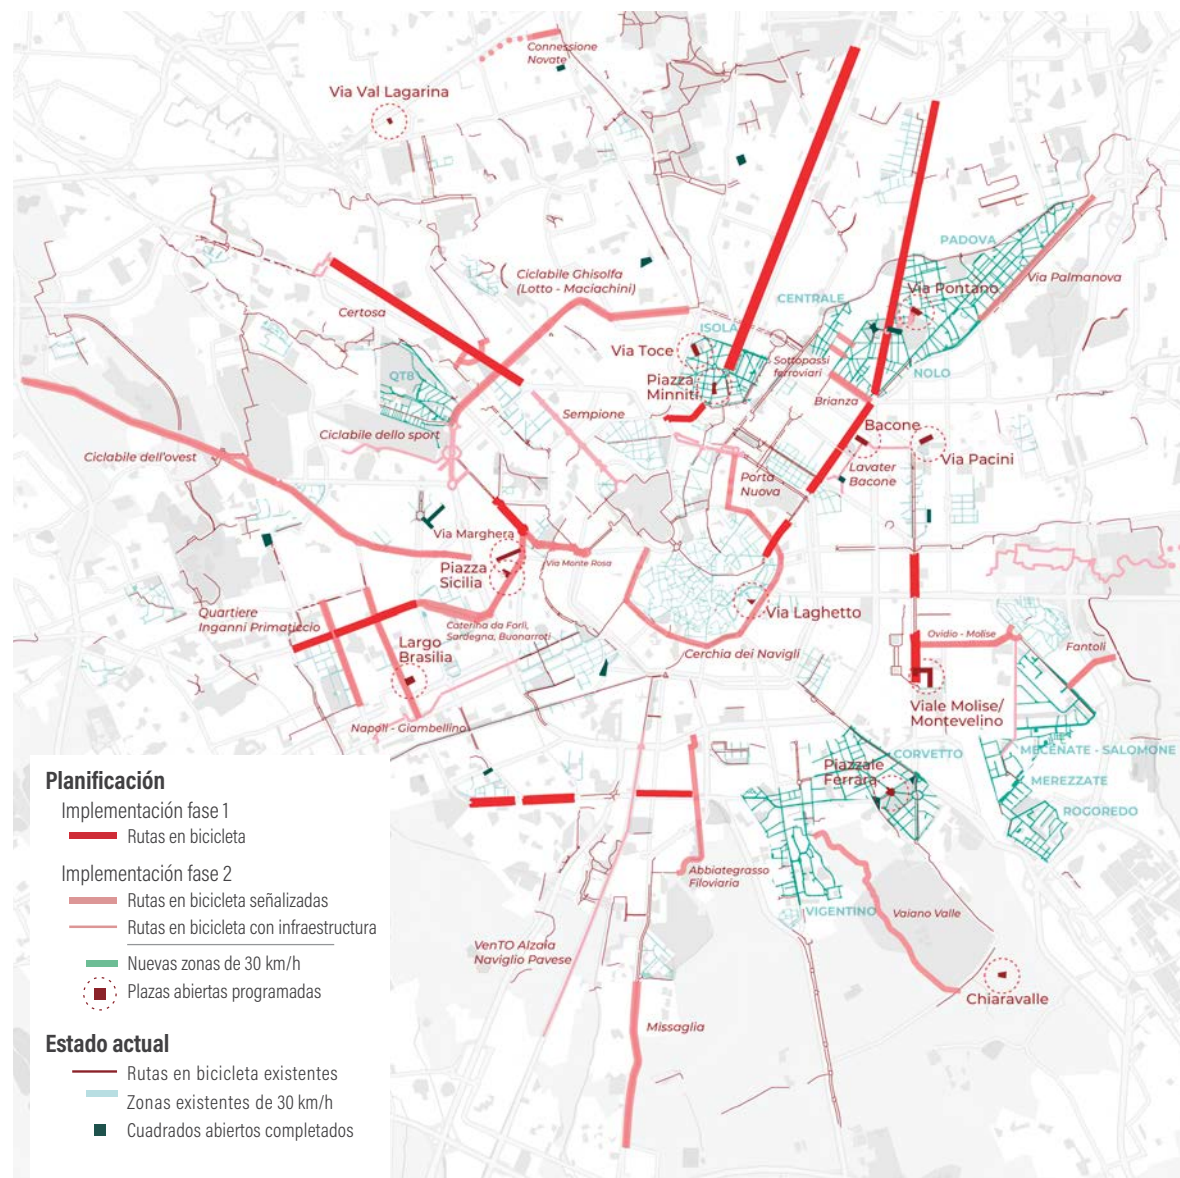 Connessione
Novate
Via Val Lagarina
PADOVA
Via Palmanova
Ciclabile Ghisolfa
(Lotto - Maciachini)
Via Pontano
CENTRALE
Certosa
ISOLA
Via Toce
Sottopassi
ferroviari
NOLO
QT8
Piazza
Minniti
Brianza
Sempione
Bacone
Ciclabile dello sport
Via Pacini
Ciclabile dell'ovest
Lavater
Bacone
Porta
Nuova
Via Marghera
Via Monte Rosa
Piazza
Sicilia
Quartiere
Inganni Primaticcio
Via Laghetto
Caterina da Forlì,
Sardegna, Buonarroti
Ovidio - Molise
Fantoli
Largo
Brasilia
Cerchia dei Navigli
Viale Molise/
Montevelino
Napoli - Giambellino
MECENATE - SALOMONE
CORVETTO
Piazzale
Ferrara
MEREZZATE
ROGOREDO
Abbiategrasso
Filoviaria
VIGENTINO
Vaiano Valle
VenTO Alzaia
Naviglio Pavese
Chiaravalle
Missaglia
Planificación
Implementación fase 1
Rutas en bicicleta
Implementación fase 2
Rutas en bicicleta señalizadas
Rutas en bicicleta con infraestructura
Nuevas zonas de 30 km/h
Plazas abiertas programadas
Estado actual
Rutas en bicicleta existentes
Zonas existentes de 30 km/h
Cuadrados abiertos completados